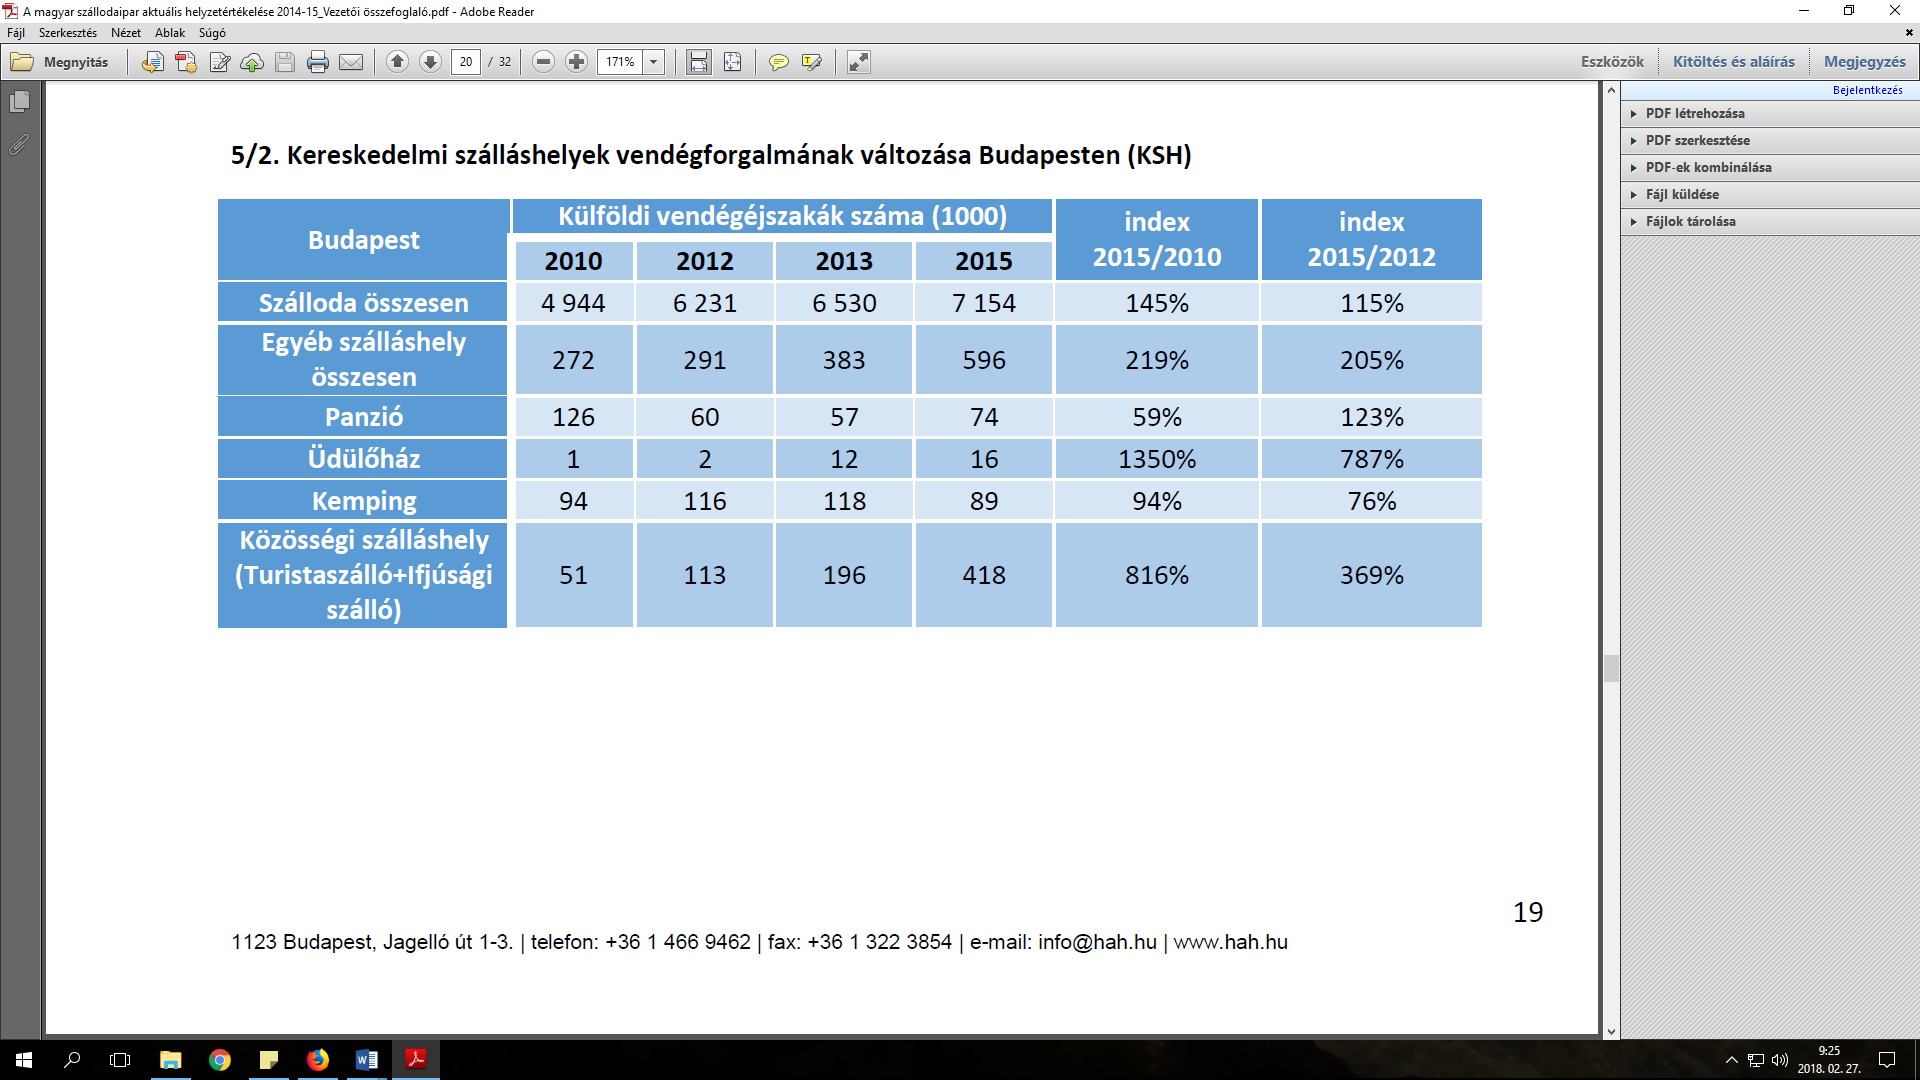 A magyar szállodaipar aktuális helyzetértékelése 2014-15_Vezetői összefoglaló.pdf - Adobe Reader
Fájl Szerkesztés Nézet Ablak Súgó
Megnyitás 20 / 32 171% Eszközök Kitöltés és aláírás Megjegyzés
Bejelentkezés
PDF létrehozása
PDF szerkesztése
PDF-ek kombinálása
Fájl küldése
Fájlok tárolása
5/2. Kereskedelmi szálláshelyek vendégforgalmának változása Budapesten (KSH)
Budapest Külföldi vendégéjszakák száma (1000) index 2015/2010 index 2015/2012
2010 2012 2013 2015
Szálloda összesen 4 944 6 231 6 530 7 154 145% 115%
Egyéb szálláshely
összesen 272 291 383 596 219% 205%
Panzió 126 60 57 74 59% 123%
Üdülőház 1 2 12 16 1350% 787%
Kemping 94 116 118 89 94% 76%
Közösségi szálláshely
(Turistaszálló+Ifjúsági
szálló) 51 113 196 418 816% 369%
19
1123 Budapest, Jagelló út 1-3. | telefon: +36 1 466 9462 | fax: +36 1 322 3854 | e-mail: info@hah.hu | www.hah.hu
9:25
2018. 02. 27.